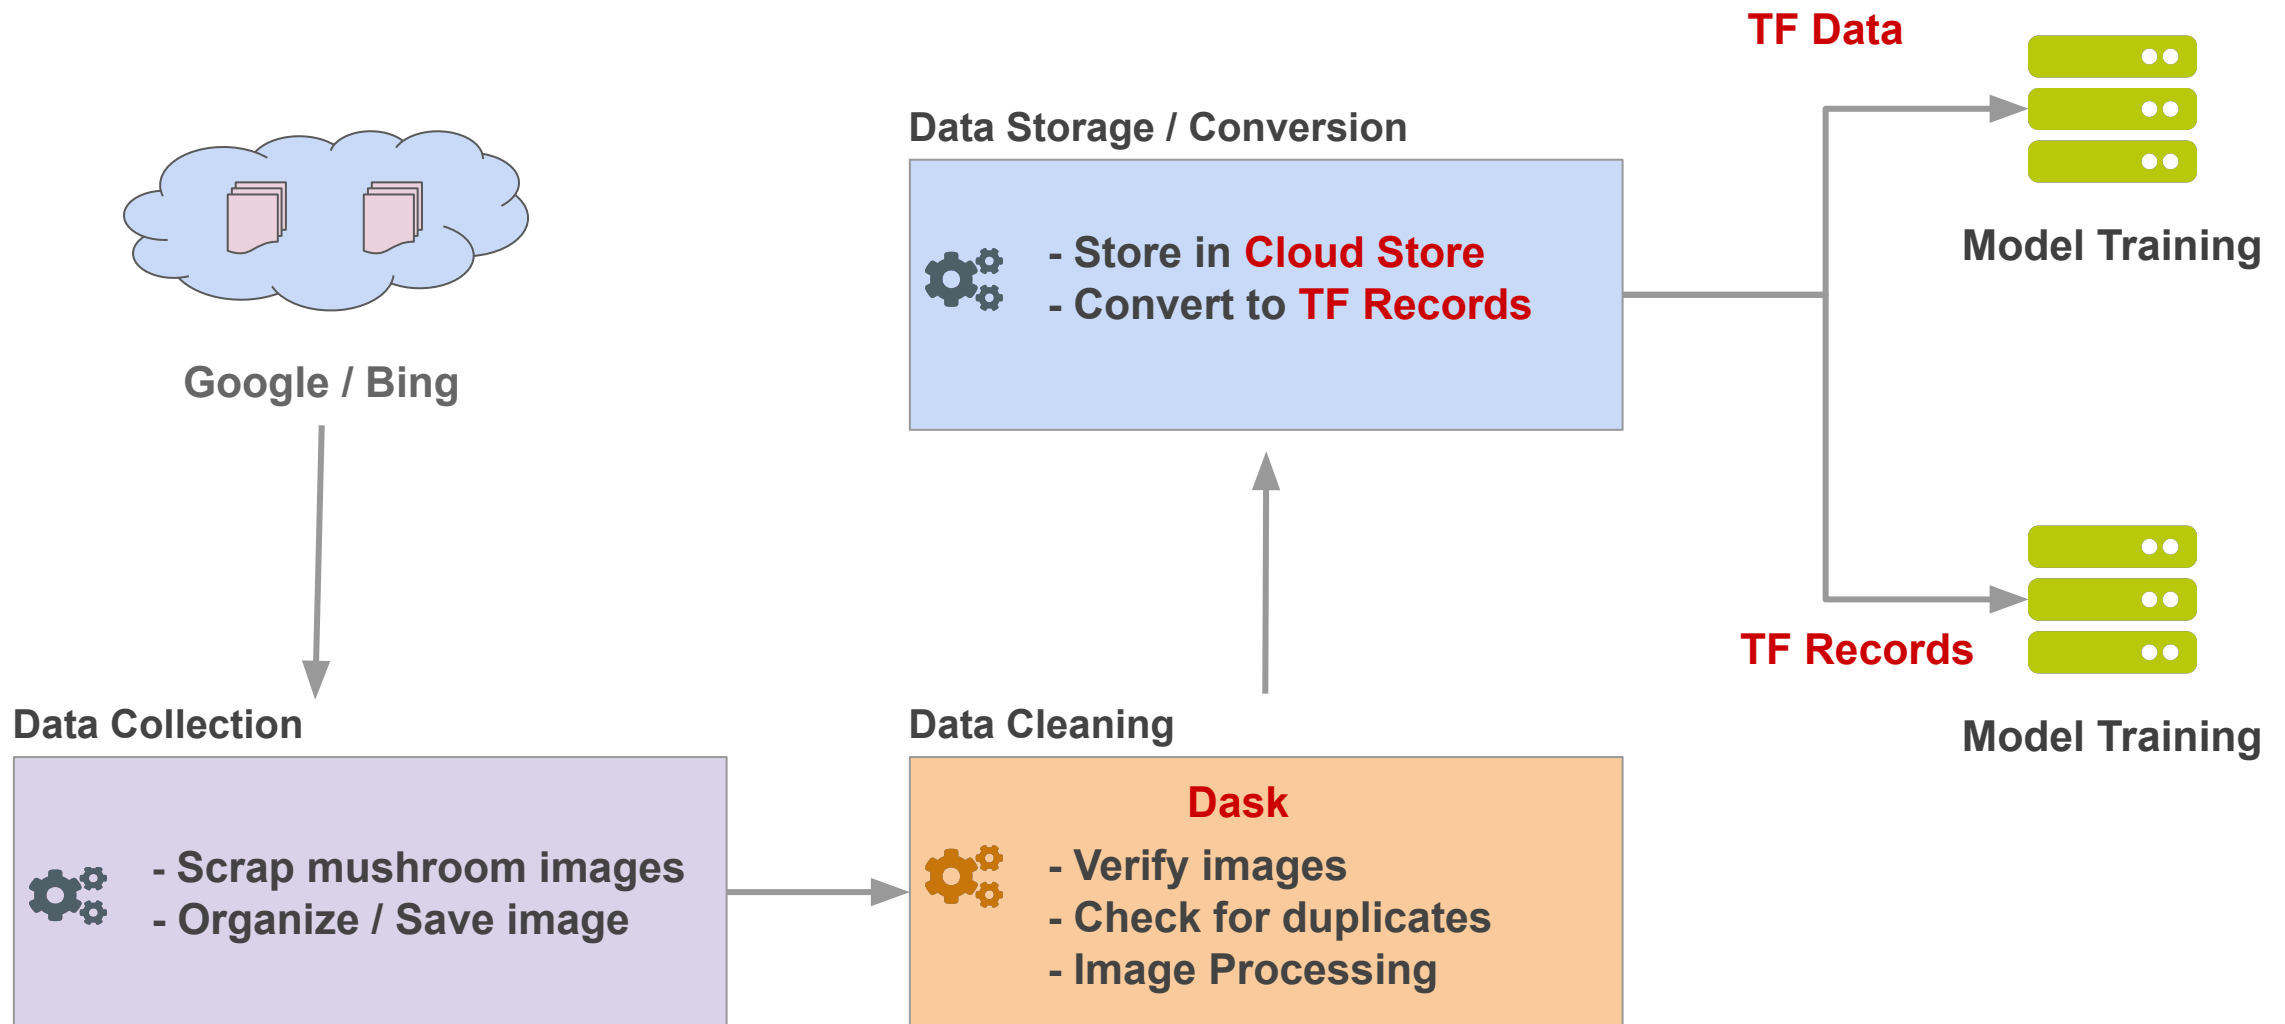 TF Data
Data Storage / Conversion
- Store in Cloud Store
- Convert to TF Records
Model Training
Google / Bing
TF Records
Model Training
Data Collection
- Scrap mushroom images
- Organize / Save image
Data Cleaning
Dask
- Verify images
- Check for duplicates
- Image Processing